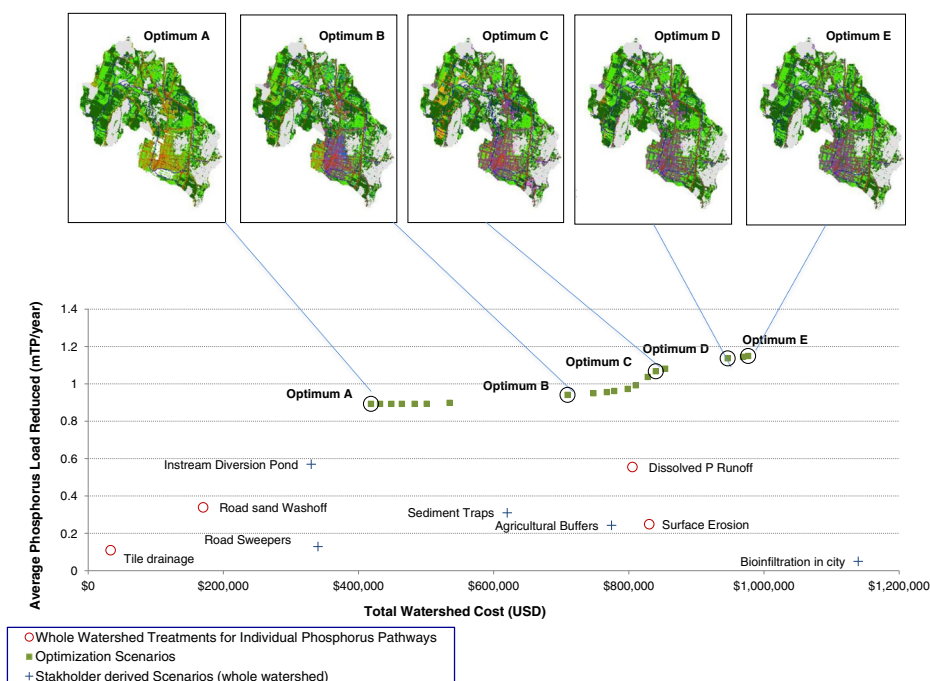 Optimum A
Optimum B
Optimum C
Optimum D
Optimum E
Average Phosphorus Load Reduced (mTP/year)
1.4
1.2
1
0.8
0.6
0.4
0.2
0
Optimum A
Optimum B
Optimum C
Optimum D
Optimum E
Instream Diversion Pond
Dissolved P Runoff
Road sand Washoff
Sediment Traps
Agricultural Buffers
Surface Erosion
Road Sweepers
Tile drainage
Bioinfiltration in city
$0
$200,000
$400,000
$600,000
$800,000
$1,000,000
$1,200,000
Total Watershed Cost (USD)
Whole Watershed Treatments for Individual Phosphorus Pathways
Optimization Scenarios
Stakholder derived Scenarios (whole watershed)